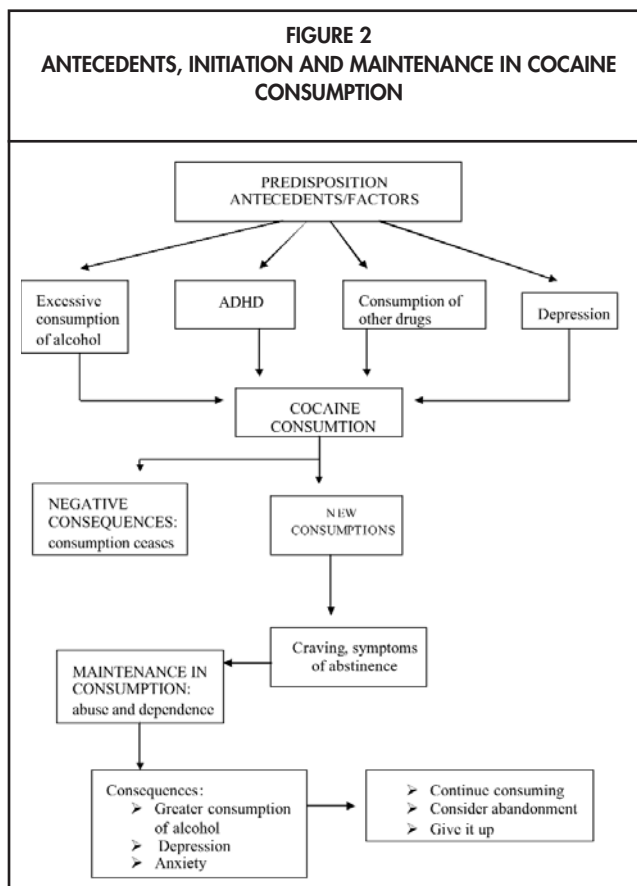 FIGURE 2
ANTECEDENTS, INITIATION AND MAINTENANCE IN COCAINE
CONSUMPTION
PREDISPOSITION
ANTECEDENTS/FACTORS
Excessive
consumption
of alcohol
ADHD
Consumption of
other drugs
Depression
COCAINE
CONSUMTION
NEGATIVE
CONSEQUENCES:
consumption ceases
NEW
CONSUMPTIONS
Craving, symptoms
of abstinence
MAINTENANCE IN
CONSUMPTION:
abuse and dependence
Consequences:
➤ Greater consumption
of alcohol
➤ Depression
➤ Anxiety
➤ Continue consuming
➤ Consider abandonment
➤ Give it up